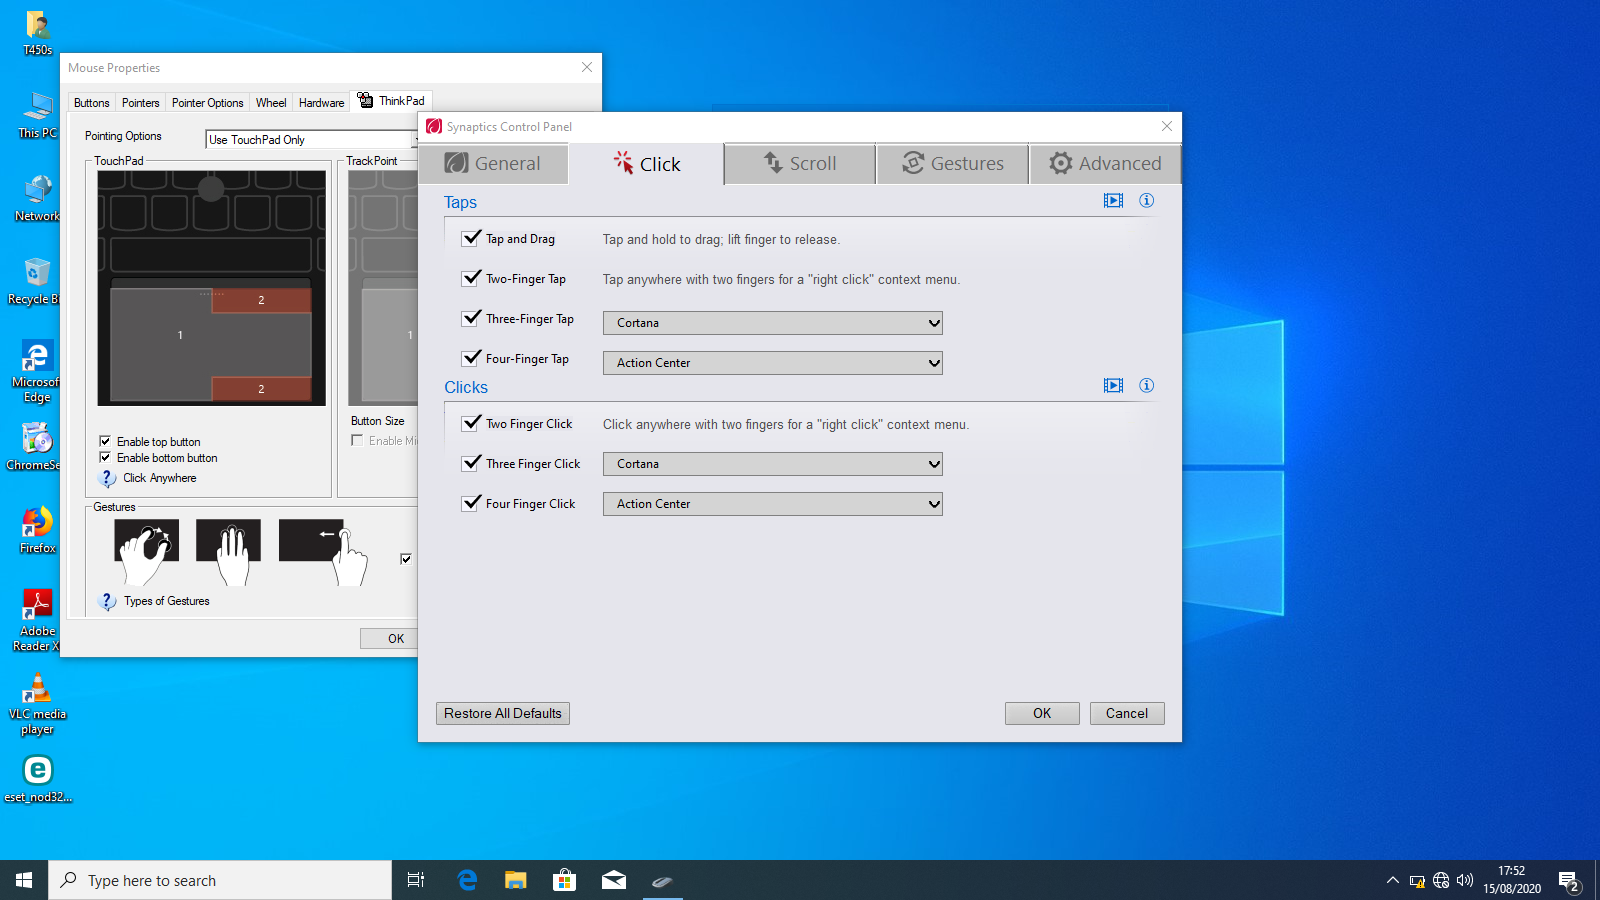 T450s
This PC
Network
Recycle Bi
Microsof
Edge
ChromeSe
Firefox
Adobe
Reader X
VLC media
player
eset_nod32...
Mouse Properties
Buttons
Pointers
Pointer Options
Wheel
Hardware
ThinkPad
Pointing Options
Use TouchPad Only
TouchPad
TrackPoint
2
1
2
1
Button Size
Enable Mi
Enable top button
Enable bottom button
? Click Anywhere
Gestures
? Types of Gestures
OK
Synaptics Control Panel
General
Click
Scroll
Gestures
Advanced
Taps
Tap and Drag Tap and hold to drag; lift finger to release.
Two-Finger Tap Tap anywhere with two fingers for a "right click" context menu.
Three-Finger Tap Cortana
Four-Finger Tap Action Center
Clicks
Two Finger Click Click anywhere with two fingers for a "right click" context menu.
Three Finger Click Cortana
Four Finger Click Action Center
Restore All Defaults
OK
Cancel
Type here to search
17:52
15/08/2020
2